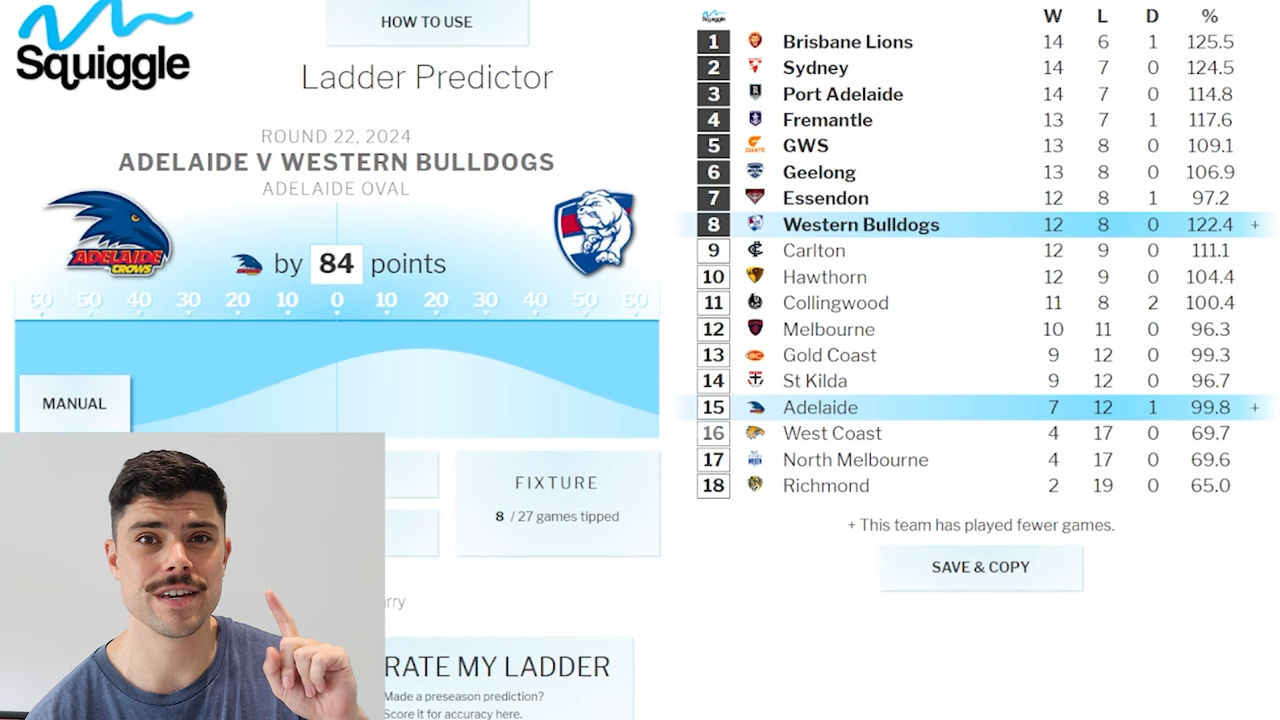 Squiggle
HOW TO USE
Ladder Predictor
ROUND 22, 2024
ADELAIDE V WESTERN BULLDOGS
ADELAIDE OVAL
ADELAIDE
CROWS
by 84 points
60 50 40 30 20 10 0 10 20 30 40 50 60
MANUAL
FIXTURE
8 / 27 games tipped
RATE MY LADDER
Made a preseason prediction?
Score it for accuracy here.
Squiggle W L D %
1 Brisbane Lions 14 6 1 125.5
2 Sydney 14 7 0 124.5
3 Port Adelaide 14 7 0 114.8
4 Fremantle 13 7 1 117.6
5 GIANTS GWS 13 8 0 109.1
6 Geelong 13 8 0 106.9
7 Essendon 12 8 1 97.2
8 Western Bulldogs 12 8 0 122.4 +
9 Carlton 12 9 0 111.1
10 Hawthorn 12 9 0 104.4
11 Collingwood 11 8 2 100.4
12 Melbourne 10 11 0 96.3
13 Gold Coast 9 12 0 99.3
14 St Kilda 9 12 0 96.7
15 Adelaide 7 12 1 99.8 +
16 West Coast 4 17 0 69.7
17 North Melbourne 4 17 0 69.6
18 Richmond 2 19 0 65.0
+ This team has played fewer games.
SAVE & COPY